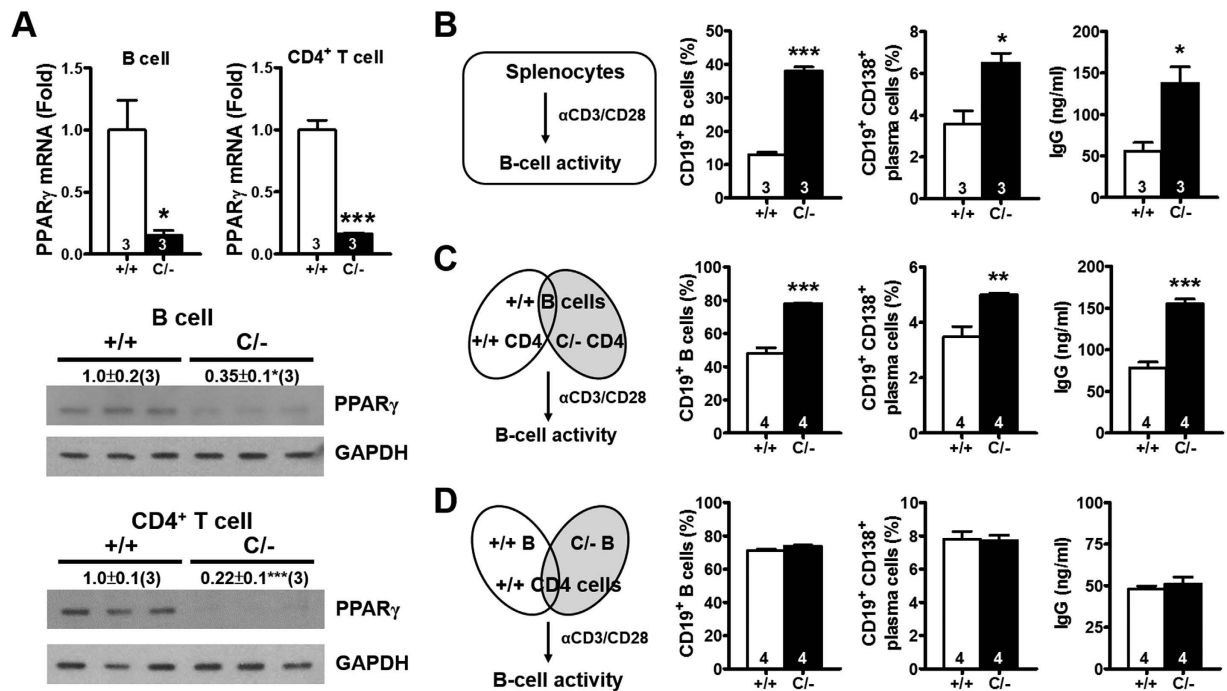 A
B cell
PPARγ mRNA (Fold)
1.5
1.0
0.5
0.0
3
*
3
+/+
C/-
CD4⁺ T cell
PPARγ mRNA (Fold)
1.5
1.0
0.5
0.0
3
***
3
+/+
C/-
B cell
+/+
C/-
1.0±0.2(3)
0.35±0.1*(3)
PPARγ
GAPDH
CD4⁺ T cell
+/+
C/-
1.0±0.1(3)
0.22±0.1***(3)
PPARγ
GAPDH
B
Splenocytes
αCD3/CD28
B-cell activity
CD19⁺ B cells (%)
50
40
30
20
10
0
3
***
3
+/+
C/-
CD19⁺ CD138⁺
plasma cells (%)
8
6
4
2
0
3
*
3
+/+
C/-
IgG (ng/ml)
200
150
100
50
0
3
*
3
+/+
C/-
C
+/+ B cells
+/+ CD4
C/- CD4
αCD3/CD28
B-cell activity
CD19⁺ B cells (%)
100
80
60
40
20
0
4
***
4
+/+
C/-
CD19⁺ CD138⁺
plasma cells (%)
6
4
2
0
4
**
4
+/+
C/-
IgG (ng/ml)
200
150
100
50
0
4
***
4
+/+
C/-
D
+/+ B
C/- B
+/+ CD4 cells
αCD3/CD28
B-cell activity
CD19⁺ B cells (%)
100
80
60
40
20
0
4
4
+/+
C/-
CD19⁺ CD138⁺
plasma cells (%)
10
8
6
4
2
0
4
4
+/+
C/-
IgG (ng/ml)
100
75
50
25
0
4
4
+/+
C/-